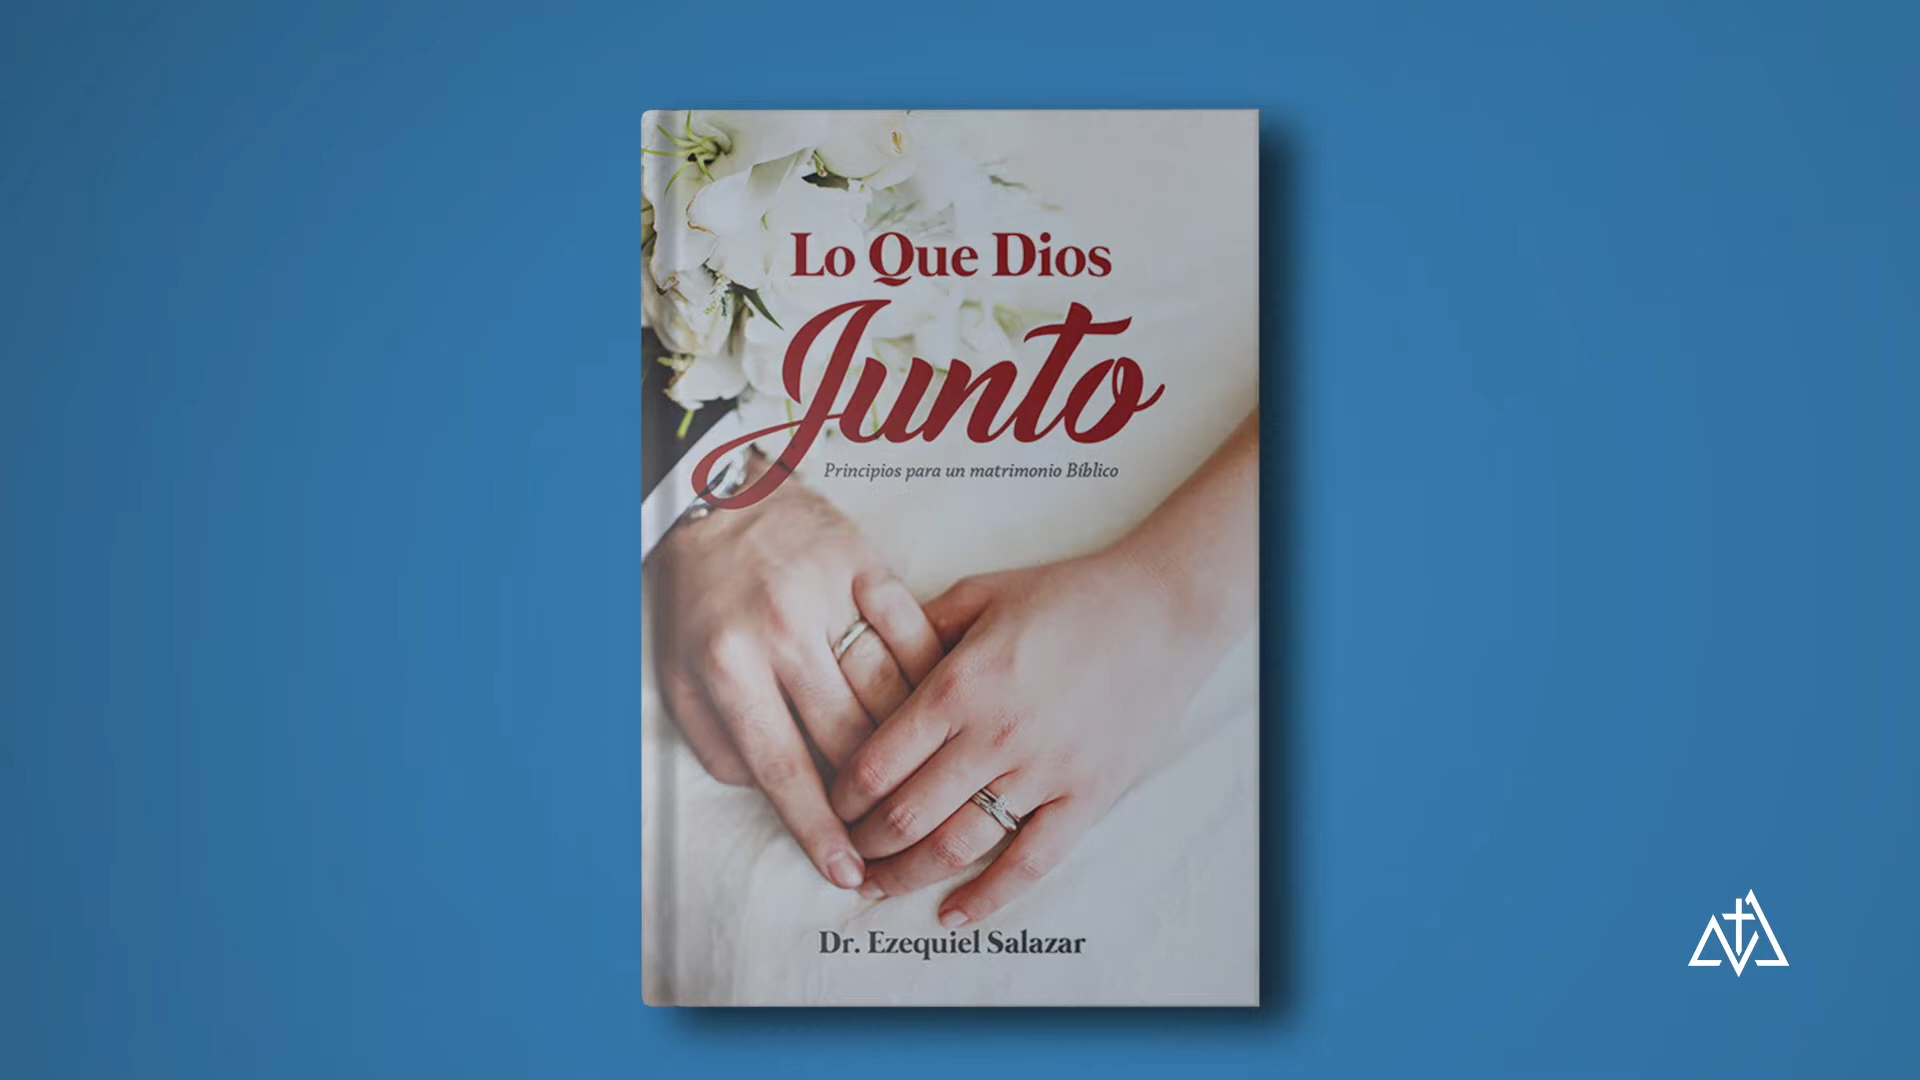 Lo Que Dios
Junto
Principios para un matrimonio Bíblico
Dr. Ezequiel Salazar